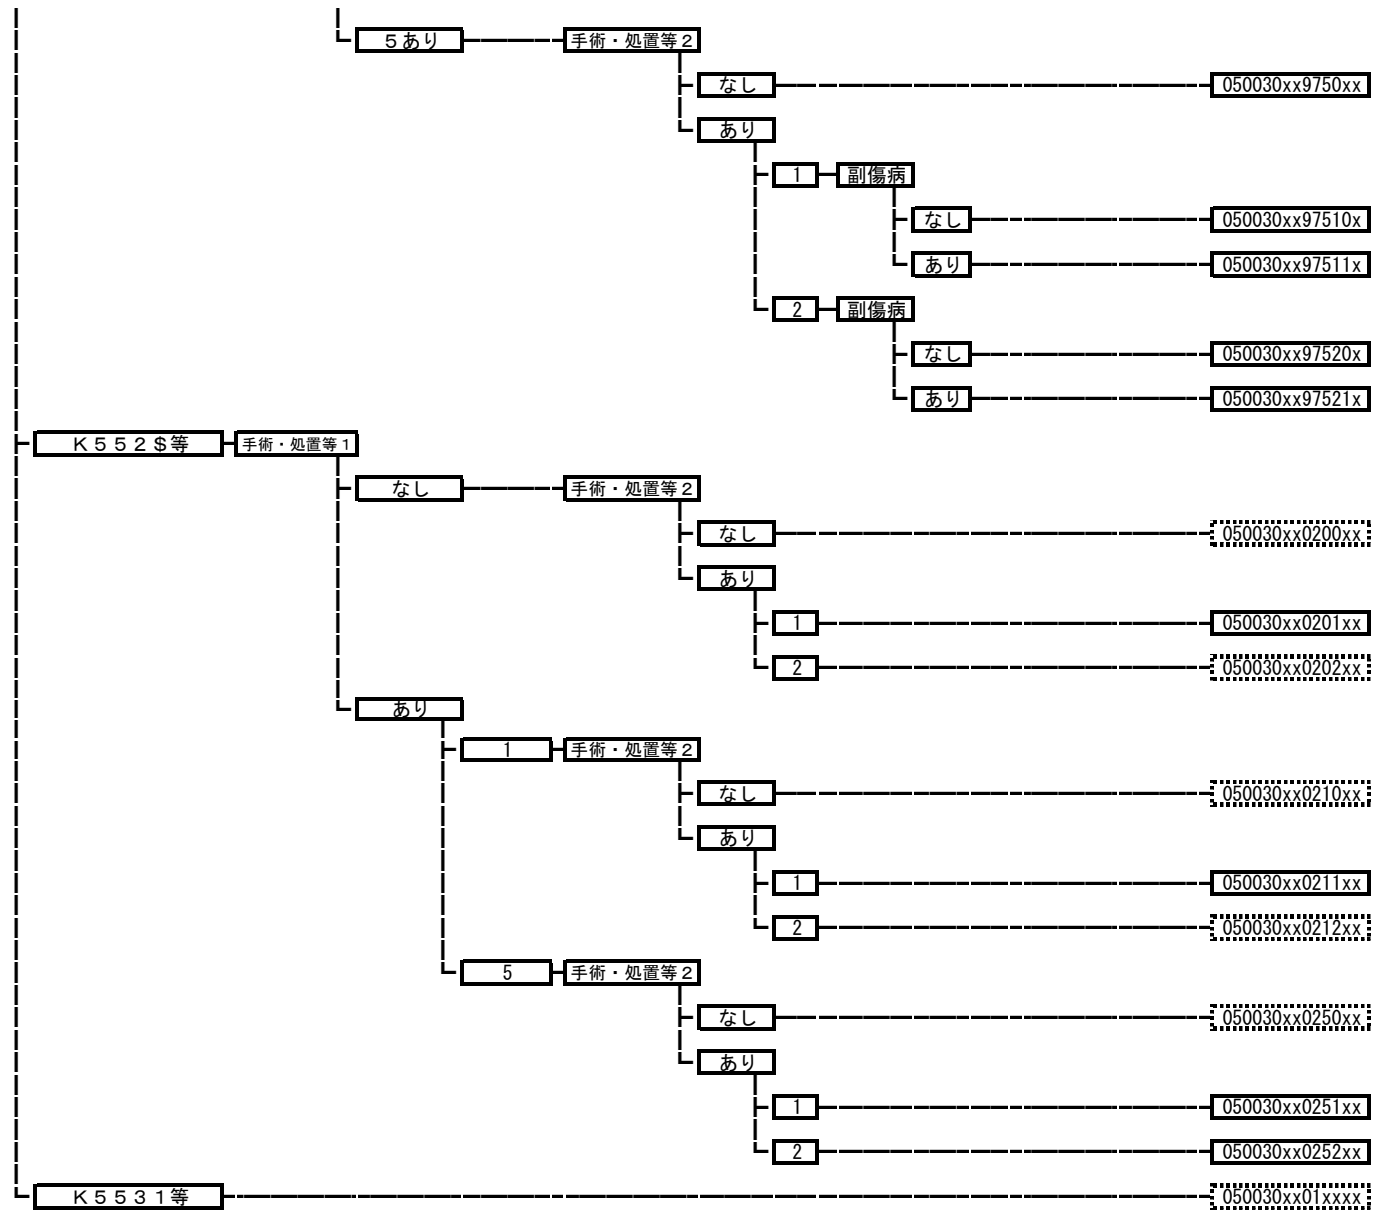 ５あり 手術・処置等２
なし 050030xx9750xx
あり
1 副傷病
なし 050030xx97510x
あり 050030xx97511x
2 副傷病
なし 050030xx97520x
あり 050030xx97521x
Ｋ５５２＄等 手術・処置等１
なし 手術・処置等２
なし 050030xx0200xx
あり
1 050030xx0201xx
2 050030xx0202xx
あり
1 手術・処置等２
なし 050030xx0210xx
あり
1 050030xx0211xx
2 050030xx0212xx
5 手術・処置等２
なし 050030xx0250xx
あり
1 050030xx0251xx
2 050030xx0252xx
Ｋ５５３１等 050030xx01xxxx